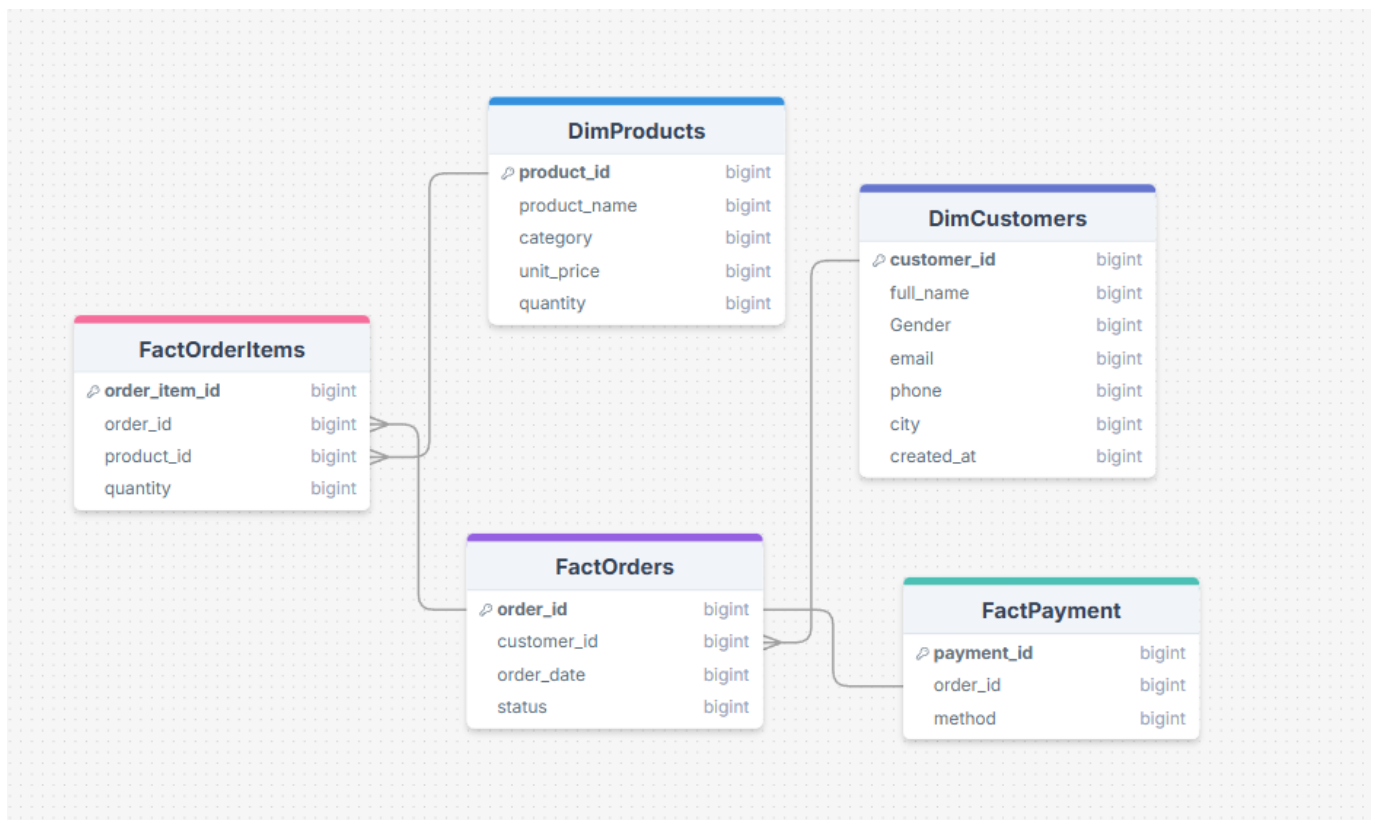 DimProducts
product_id bigint
product_name bigint
category bigint
unit_price bigint
quantity bigint
DimCustomers
customer_id bigint
full_name bigint
Gender bigint
email bigint
phone bigint
city bigint
created_at bigint
FactOrderItems
order_item_id bigint
order_id bigint
product_id bigint
quantity bigint
FactOrders
order_id bigint
customer_id bigint
order_date bigint
status bigint
FactPayment
payment_id bigint
order_id bigint
method bigint